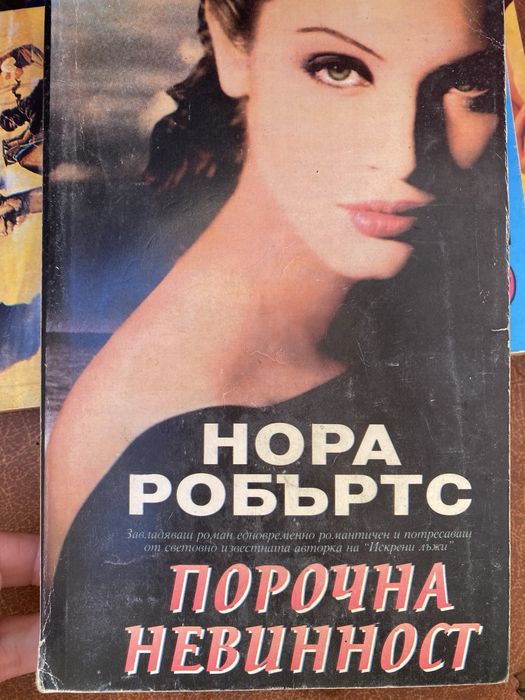 НОРА
РОБЪРТС
Завладяващ роман едновременно романтичен и потресаващ
от световно известната авторка на "Искрени лъжи"
ПОРОЧНА
НЕВИННОСТ